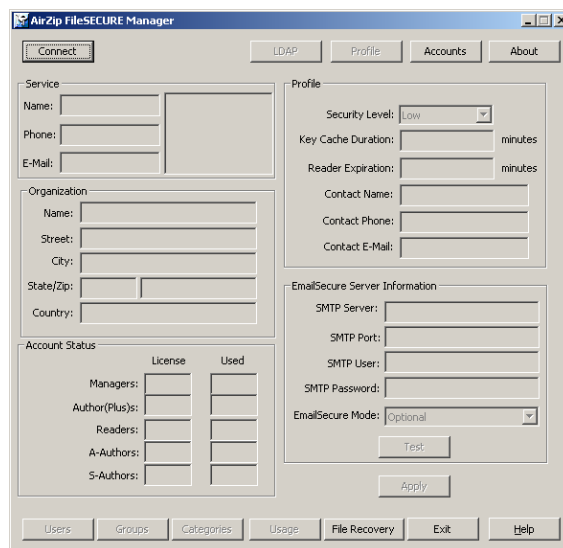 AirZip FileSECURE Manager
Connect LDAP Profile Accounts About
Service
Name:
Phone:
E-Mail:
Organization
Name:
Street:
City:
State/Zip:
Country:
Account Status
License Used
Managers:
Author(Plus)s:
Readers:
A-Authors:
S-Authors:
Profile
Security Level: Low
Key Cache Duration: minutes
Reader Expiration: minutes
Contact Name:
Contact Phone:
Contact E-Mail:
EmailSecure Server Information
SMTP Server:
SMTP Port:
SMTP User:
SMTP Password:
EmailSecure Mode: Optional
Test
Apply
Users Groups Categories Usage File Recovery Exit Help